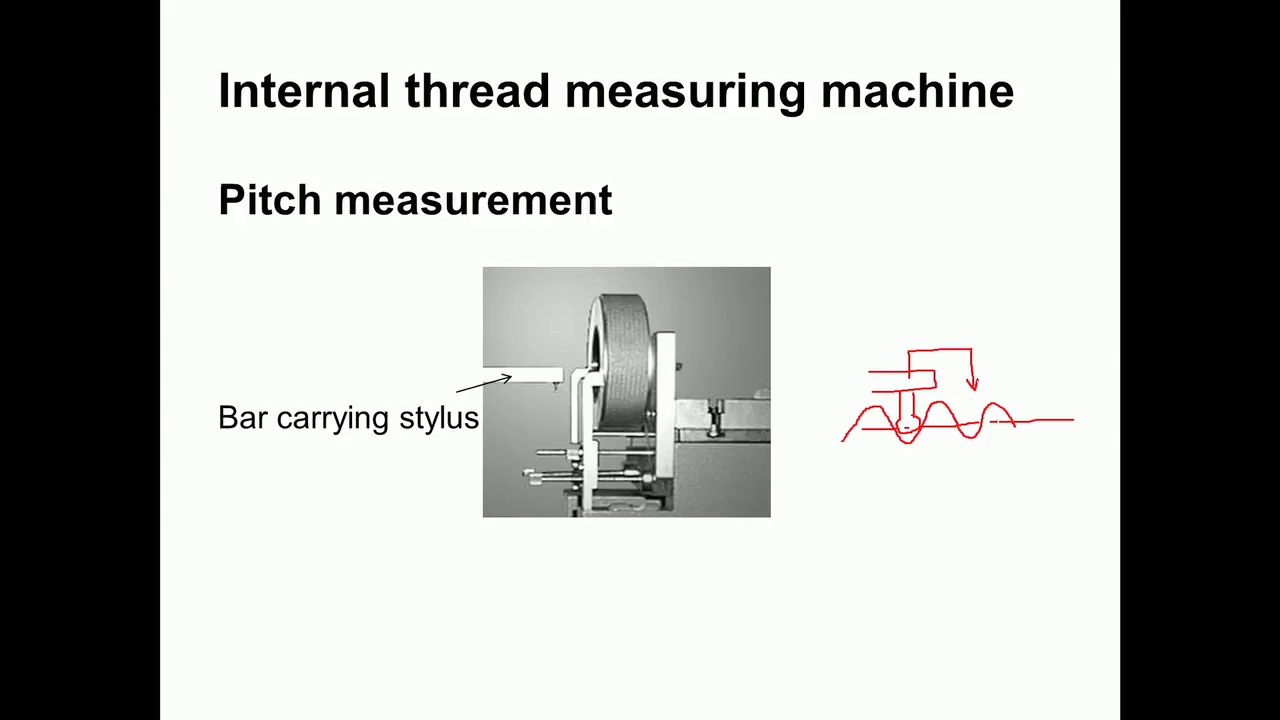 Internal thread measuring machine
Pitch measurement
Bar carrying stylus